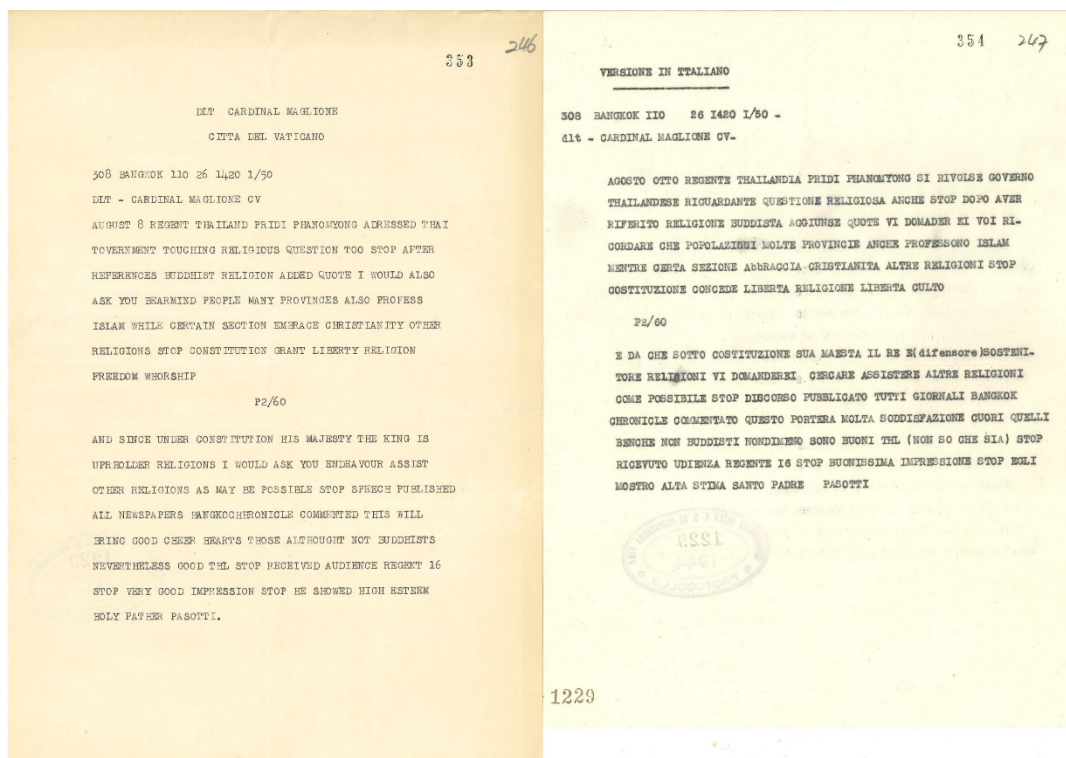 353
246
DLT CARDINAL MAGLIONE
CITTA DEL VATICANO
308 BANGKOK 110 26 1420 1/50
DLT - CARDINAL MAGLIONE CV
AUGUST 8 REGENT THAILAND PRIDI PHANOMYONG ADRESSED THAI
TOVERNMENT TOUCHING RELIGIOUS QUESTION TOO STOP AFTER
REFERENCES BUDDHIST RELIGION ADDED QUOTE I WOULD ALSO
ASK YOU BEARMIND PEOPLE MANY PROVINCES ALSO PROFESS
ISLAM WHILE CERTAIN SECTION EMBRACE CHRISTIANITY OTHER
RELIGIONS STOP CONSTITUTION GRANT LIBERTY RELIGION
FREEDOM WHORSHIP
P2/60
AND SINCE UNDER CONSTITUTION HIS MAJESTY THE KING IS
UPRHOLDER RELIGIONS I WOULD ASK YOU ENDEAVOUR ASSIST
OTHER RELIGIONS AS MAY BE POSSIBLE STOP SPEECH PUBLISHED
ALL NEWSPAPERS BANGKOCHHRONICLE COMMENTED THIS WILL
BRING GOOD CHEER HEARTS THOSE ALTHOUGHT NOT BUDDHISTS
NEVERTHELESS GOOD THL STOP RECEIVED AUDIENCE REGENT 16
STOP VERY GOOD IMPRESSION STOP HE SHOWED HIGH ESTEEM
HOLY FATHER PASOTTI.
354
247
VERSIONE IN TTALIANO
308 BANGKOK IIO 26 I420 I/50 -
dlt - CARDINAL MAGLIONE CV-
AGOSTO OTTO REGENTE THAILANDIA PRIDI PHANOMYONG SI RIVOLSE GOVERNO
THAILANDESE RIGUARDANTE QUESTIONE RELIGIOSA ANCHE STOP DOPO AVER
RIFERITO RELIGIONE BUDDISTA AGGIUNSE QUOTE VI DOMADER EI VOI RI-
CORDARE CHE POPOLAZIONI MOLTE PROVINCIE ANCHE PROFESSONO ISLAM
MENTRE CERTA SEZIONE AbbRACCIA CRISTIANITA ALTRE RELIGIONI STOP
COSTITUZIONE CONCEDE LIBERTA RELIGIONE LIBERTA CULTO
P2/60
E DA CHE SOTTO COSTITUZIONE SUA MAESTA IL RE E(difensore)SOSTENI-
TORE RELIGIONI VI DOMANDEREI CERCARE ASSISTERE ALTRE RELIGIONI
COME POSSIBILE STOP DISCORSO PUBBLICATO TUTTI GIORNALI BANGKOK
CHRONICLE COMMENTATO QUESTO PORTERA MOLTA SODDISFAZIONE CUORI QUELLI
BENCHE NON BUDDISTI NONDIMENO SONO BUONI THL (NON SO CHE SIA) STOP
RICEVUTO UDIENZA REGENTE I6 STOP BUONISSIMA IMPRESSIONE STOP EGLI
MOSTRO ALTA STIMA SANTO PADRE PASOTTI
1229
1944
PROTOCOLLO
1229